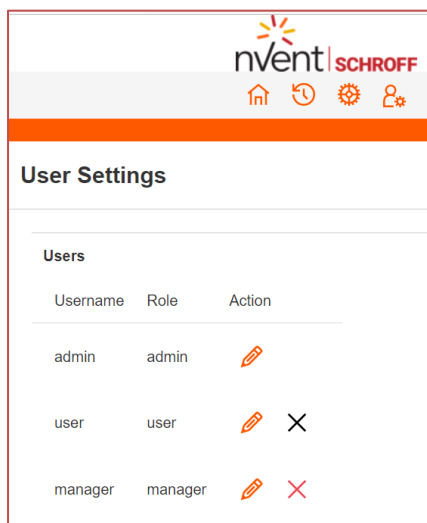 nVent SCHROFF
User Settings
Users
Username Role Action
admin admin
user user
manager manager